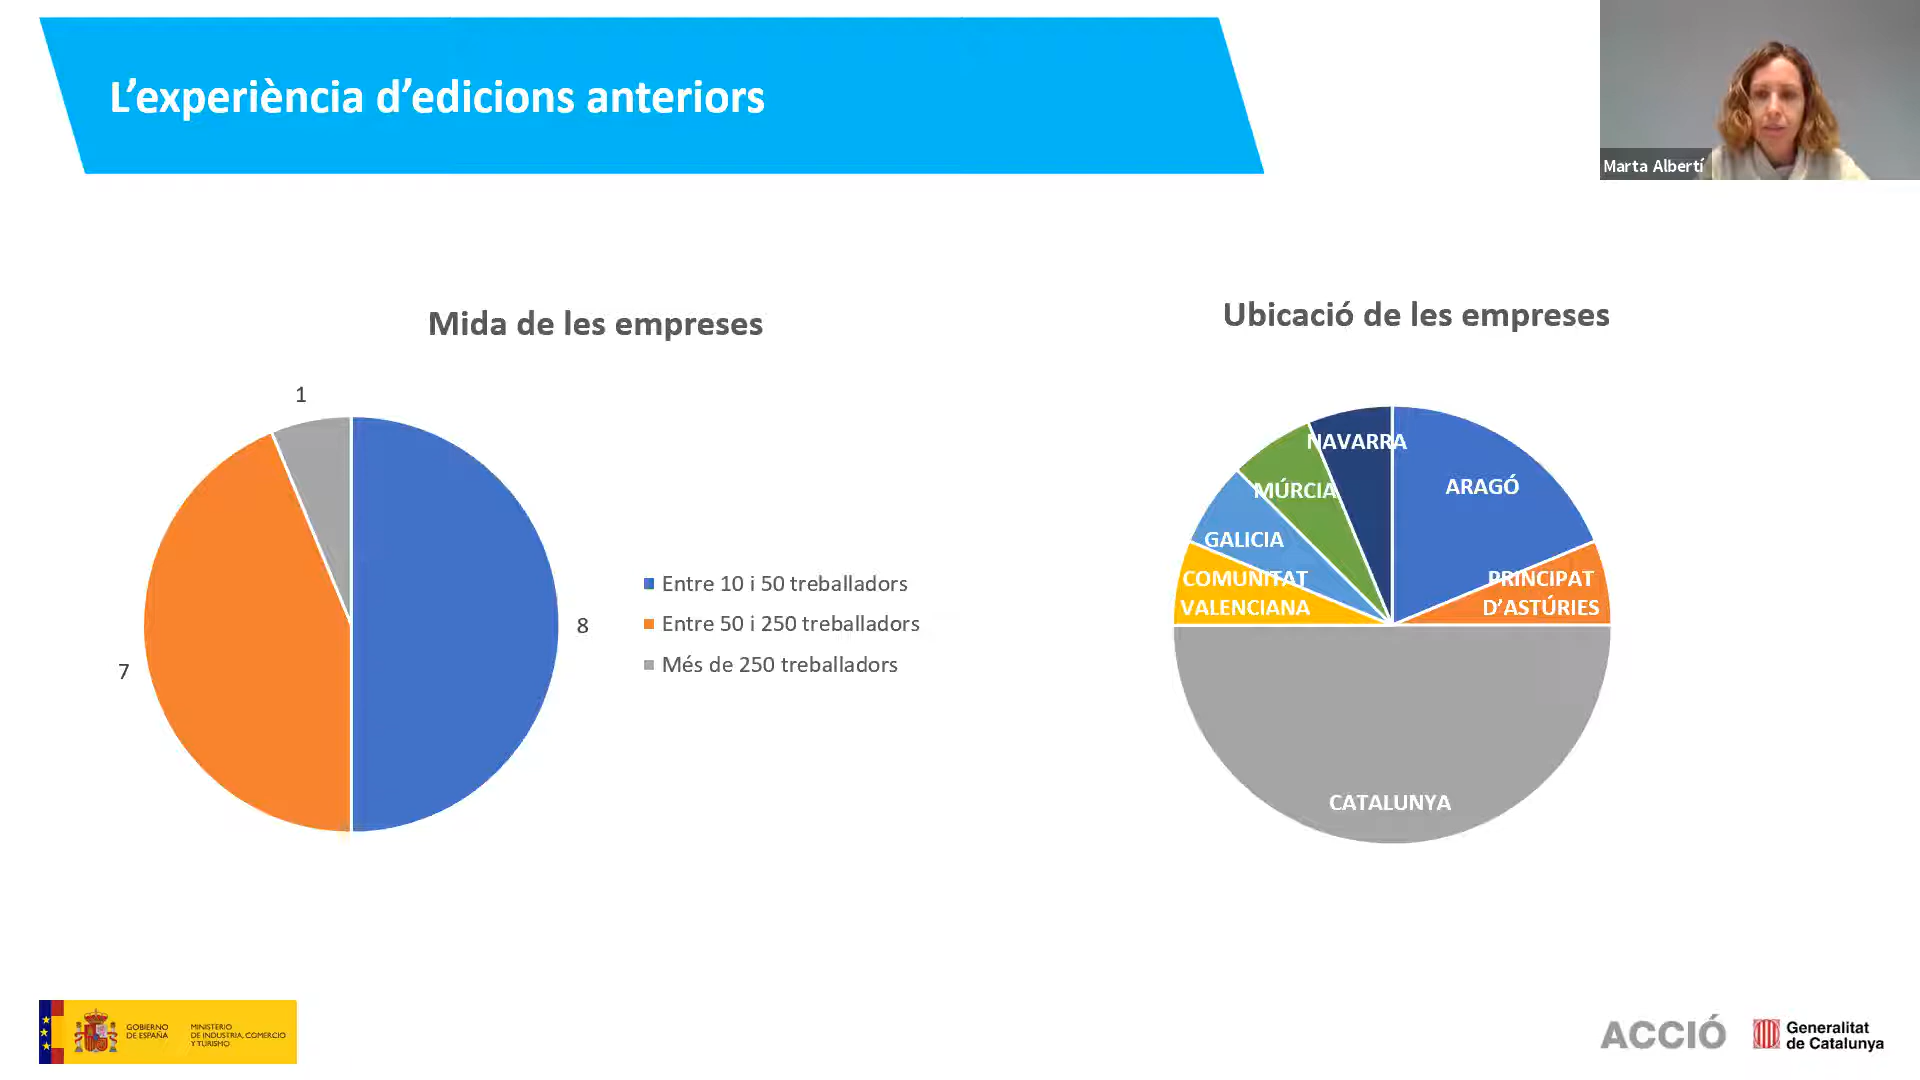 L'experiència d'edicions anteriors
Marta Albertí
Mida de les empreses
1
8
7
Entre 10 i 50 treballadors
Entre 50 i 250 treballadors
Més de 250 treballadors
Ubicació de les empreses
NAVARRA
ARAGÓ
MÚRCIA
GALICIA
COMUNITAT
VALENCIANA
PRINCIPAT
D'ASTÚRIES
CATALUNYA
GOBIERNO
DE ESPAÑA
MINISTERIO
DE INDUSTRIA, COMERCIO
Y TURISMO
ACCIÓ
Generalitat
de Catalunya